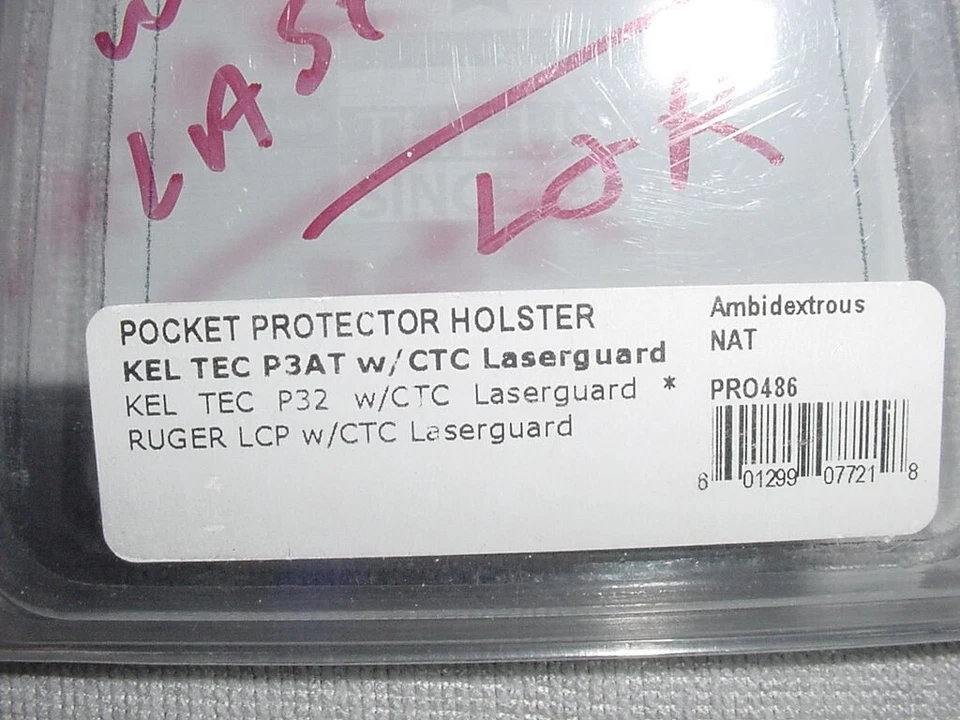 LAS
LOK
POCKET PROTECTOR HOLSTER
KEL TEC P3AT w/CTC Laserguard
KEL TEC P32 w/CTC Laserguard *
RUGER LCP w/CTC Laserguard
Ambidextrous
NAT
PRO486
6 01299 07721 8